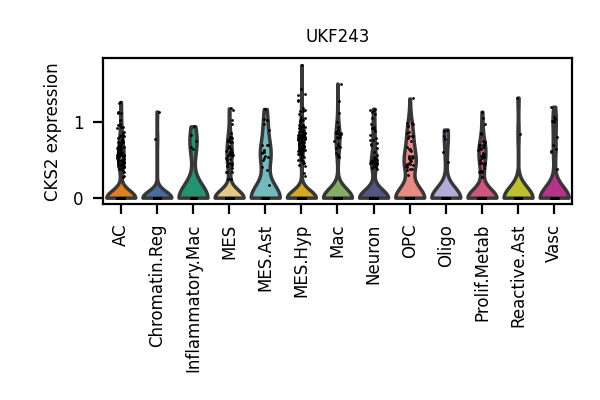 UKF243
CKS2 expression
1
0
AC
Chromatin.Reg
Inflammatory.Mac
MES
MES.Ast
MES.Hyp
Mac
Neuron
OPC
Oligo
Prolif.Metab
Reactive.Ast
Vasc